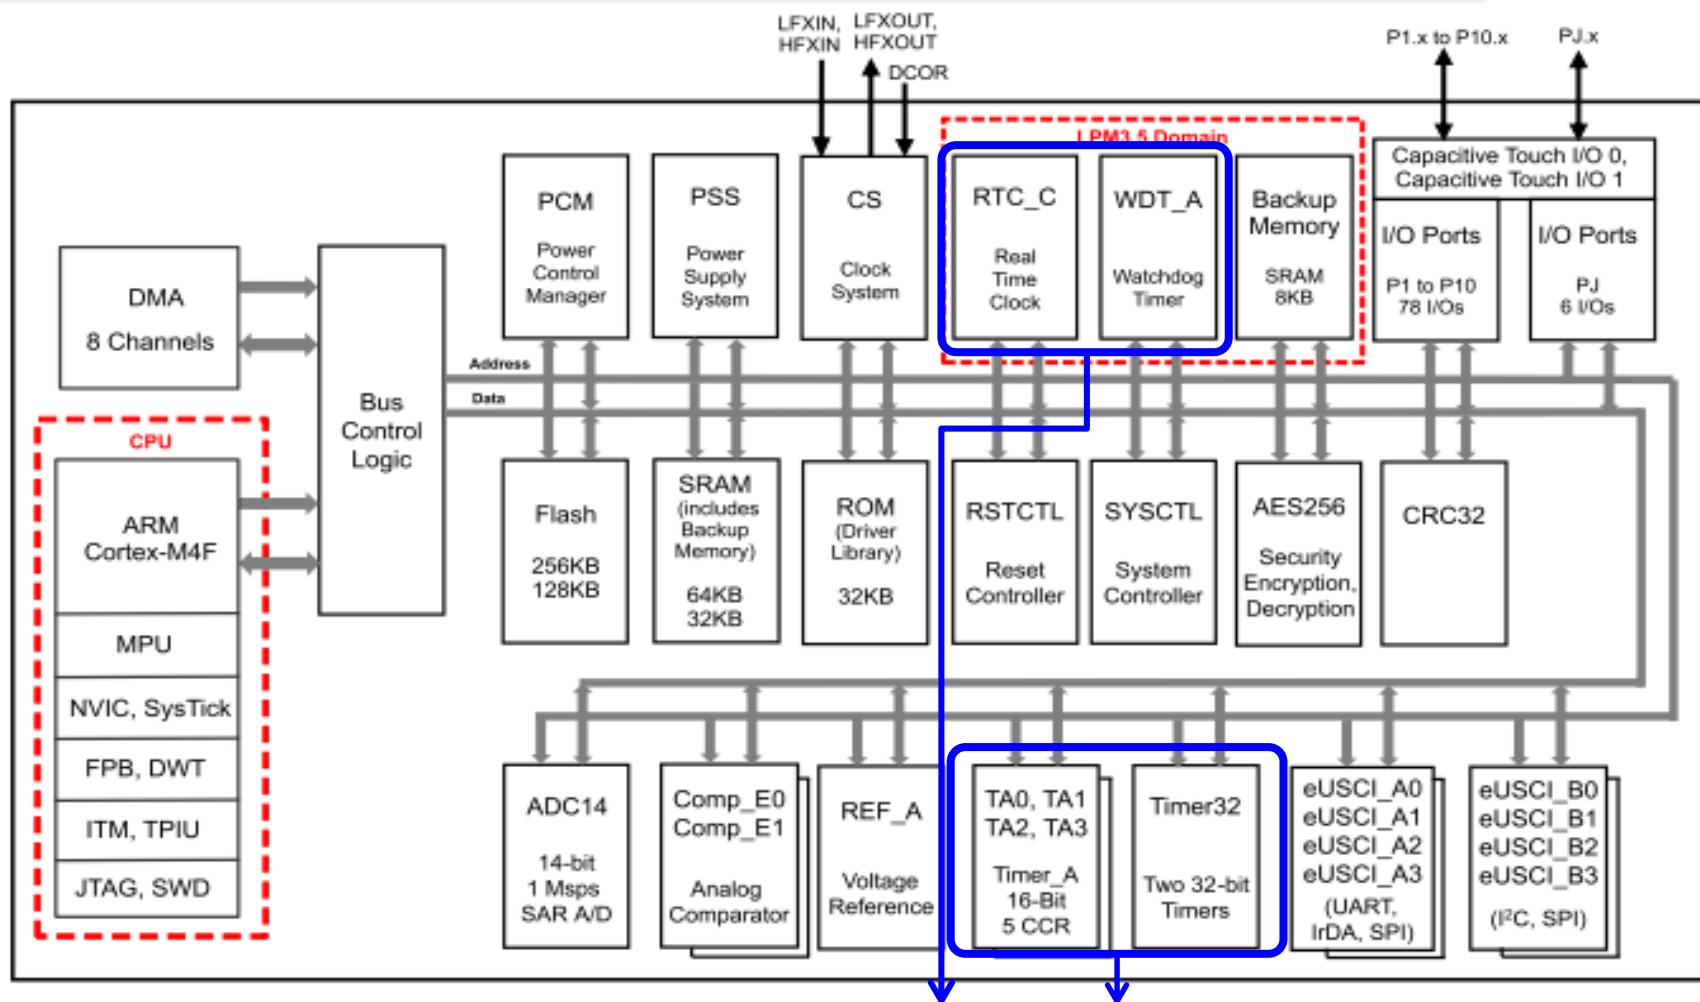 LFXIN,
HFXIN
LFXOUT,
HFXOUT
DCOR
P1.x to P10.x
PJ.x
LPM3.5 Domain
PCM
Power
Control
Manager
PSS
Power
Supply
System
CS
Clock
System
RTC_C
Real
Time
Clock
WDT_A
Watchdog
Timer
Backup
Memory
SRAM
8KB
Capacitive Touch I/O 0,
Capacitive Touch I/O 1
I/O Ports
P1 to P10
78 I/Os
I/O Ports
PJ
6 I/Os
DMA
8 Channels
Bus
Control
Logic
Address
Data
CPU
ARM
Cortex-M4F
MPU
NVIC, SysTick
FPB, DWT
ITM, TPIU
JTAG, SWD
Flash
256KB
128KB
SRAM
(includes
Backup
Memory)
64KB
32KB
ROM
(Driver
Library)
32KB
RSTCTL
Reset
Controller
SYSCTL
System
Controller
AES256
Security
Encryption,
Decryption
CRC32
ADC14
14-bit
1 Msps
SAR A/D
Comp_E0
Comp_E1
Analog
Comparator
REF_A
Voltage
Reference
TA0, TA1
TA2, TA3
Timer_A
16-Bit
5 CCR
Timer32
Two 32-bit
Timers
eUSCI_A0
eUSCI_A1
eUSCI_A2
eUSCI_A3
(UART,
IrDA, SPI)
eUSCI_B0
eUSCI_B1
eUSCI_B2
eUSCI_B3
(I²C, SPI)